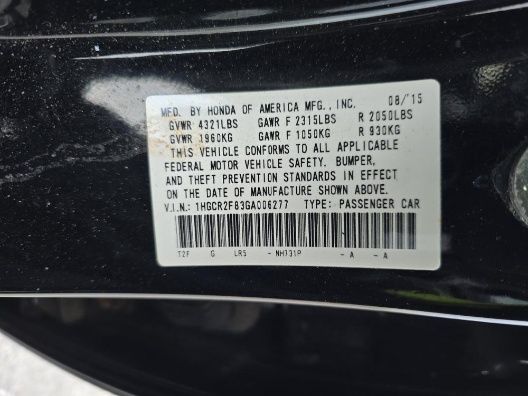 MFD. BY HONDA OF AMERICA MFG., INC. 08/'15
GVWR 4321LBS GAWR F 2315LBS R 2050LBS
GVWR 1960KG GAWR F 1050KG R 930KG
THIS VEHICLE CONFORMS TO ALL APPLICABLE
FEDERAL MOTOR VEHICLE SAFETY, BUMPER,
AND THEFT PREVENTION STANDARDS IN EFFECT
ON THE DATE OF MANUFACTURE SHOWN ABOVE.
V.I.N.: 1HGCR2F83GA006277 TYPE: PASSENGER CAR
T2F G LR5 - NH731P - A - A